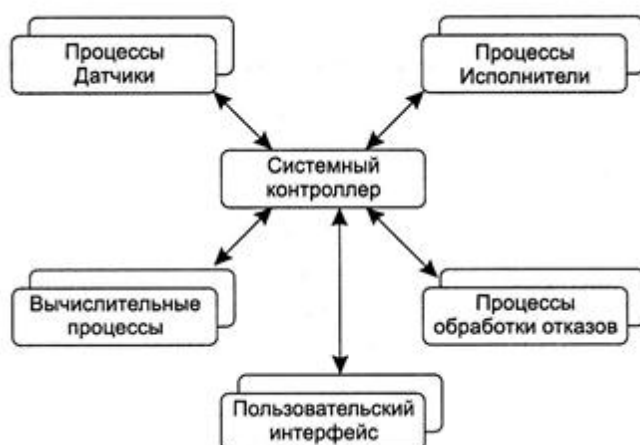 Процессы
Датчики
Процессы
Исполнители
Системный
контроллер
Вычислительные
процессы
Процессы
обработки отказов
Пользовательский
интерфейс